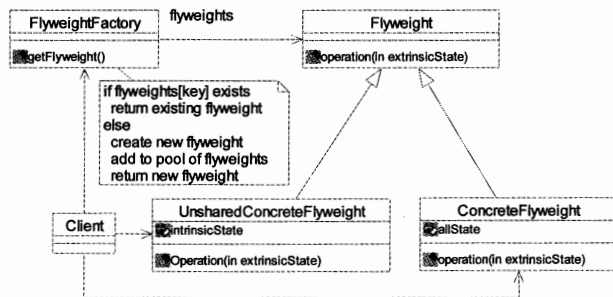 FlyweightFactory
flyweights
Flyweight
getFlyweight()
operation(in extrinsicState)
if flyweights[key] exists
return existing flyweight
else
create new flyweight
add to pool of flyweights
return new flyweight
Client
UnsharedConcreteFlyweight
intrinsicState
Operation(in extrinsicState)
ConcreteFlyweight
allState
operation(in extrinsicState)